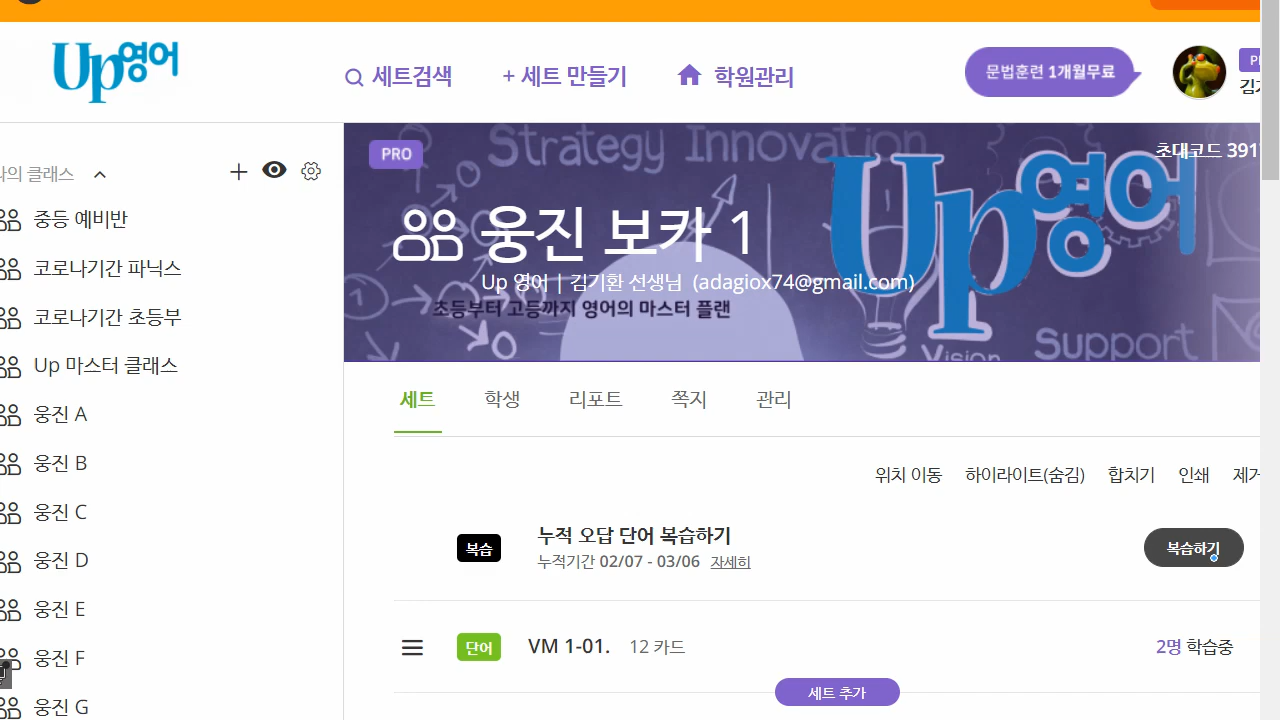 Up영어
세트검색
+ 세트 만들기
학원관리
문법훈련 1개월무료
나의 클래스
중등 예비반
코로나기간 파닉스
코로나기간 초등부
Up 마스터 클래스
웅진 A
웅진 B
웅진 C
웅진 D
웅진 E
웅진 F
웅진 G
Strategy Innovation
PRO
초대코드 391
Up영어
웅진 보카 1
Up 영어 | 김기환 선생님 (adagiox74@gmail.com)
초등부터 고등까지 영어의 마스터 플랜
Vision
Support
세트
학생
리포트
쪽지
관리
위치 이동
하이라이트(숨김)
합치기
인쇄
제거
복습
누적 오답 단어 복습하기
누적기간 02/07 - 03/06 자세히
복습하기
단어
VM 1-01.
12 카드
2명 학습중
세트 추가